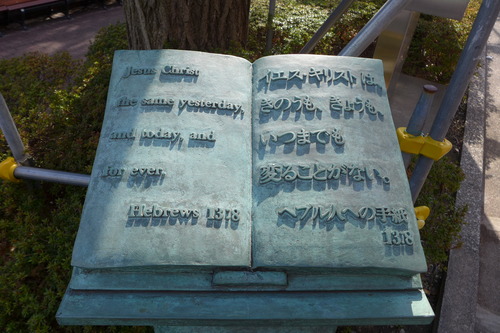 Jesus Christ
the same yesterday,
and today, and
for ever.
Hebrews 13:8
イエス・キリストは、
きのうも、きょうも、
いつまでも
変ることがない。
ヘブル人への手紙
13:8